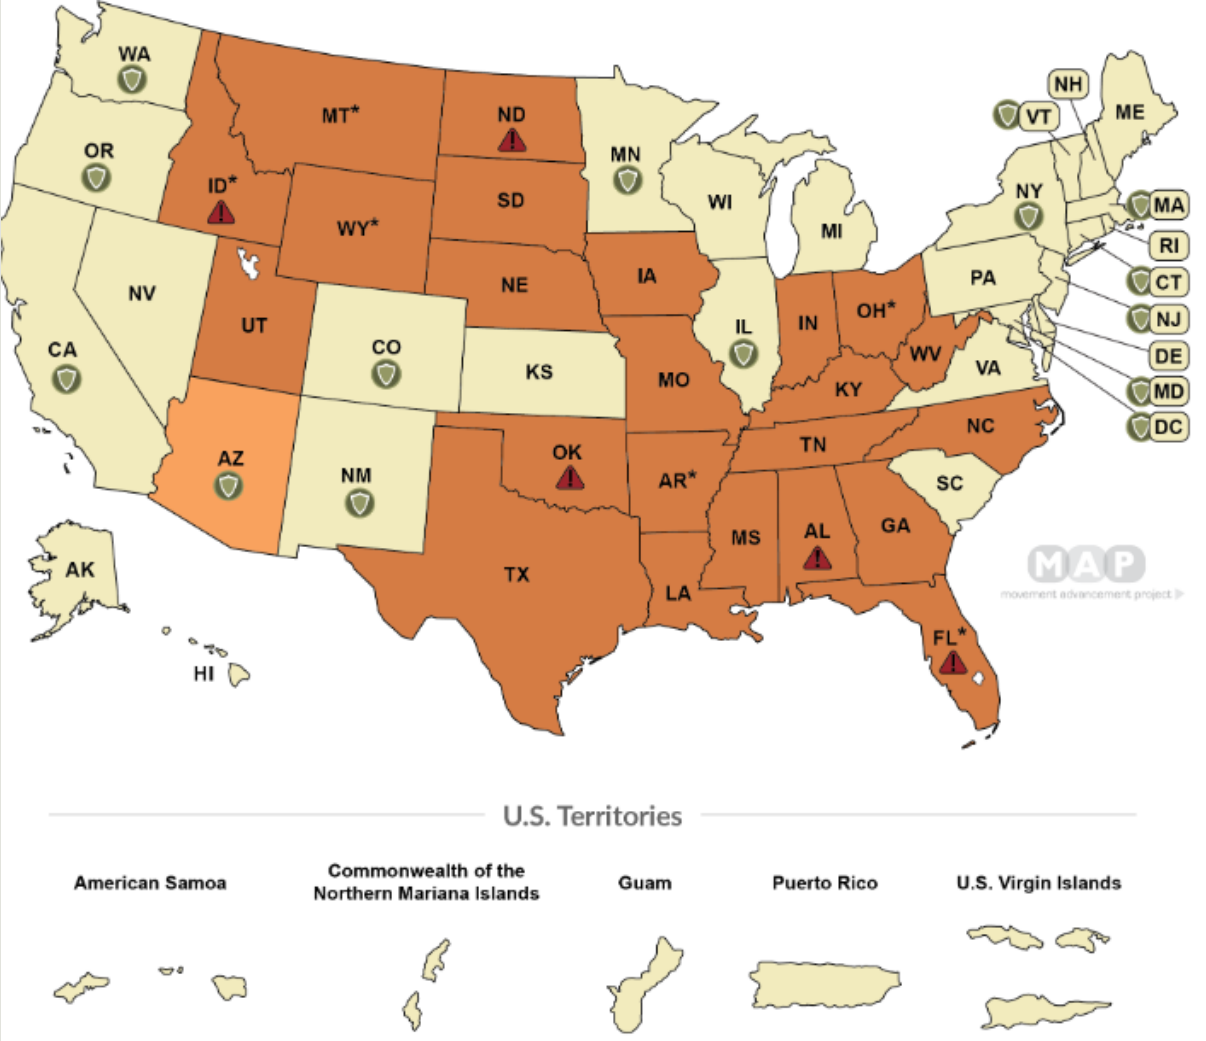 WA
MT*
ND
OR
ID*
MN
NH
VT
ME
SD
WY*
WI
NY
MA
MI
RI
NV
NE
IA
PA
CT
UT
CA
CO
KS
IL
IN
OH*
NJ
WV
DE
MO
KY
VA
MD
DC
AZ
NM
OK
AR*
TN
NC
SC
MS
AL
GA
AK
TX
LA
MAP
movement advancement project
HI
FL*
U.S. Territories
American Samoa
Commonwealth of the
Northern Mariana Islands
Guam
Puerto Rico
U.S. Virgin Islands